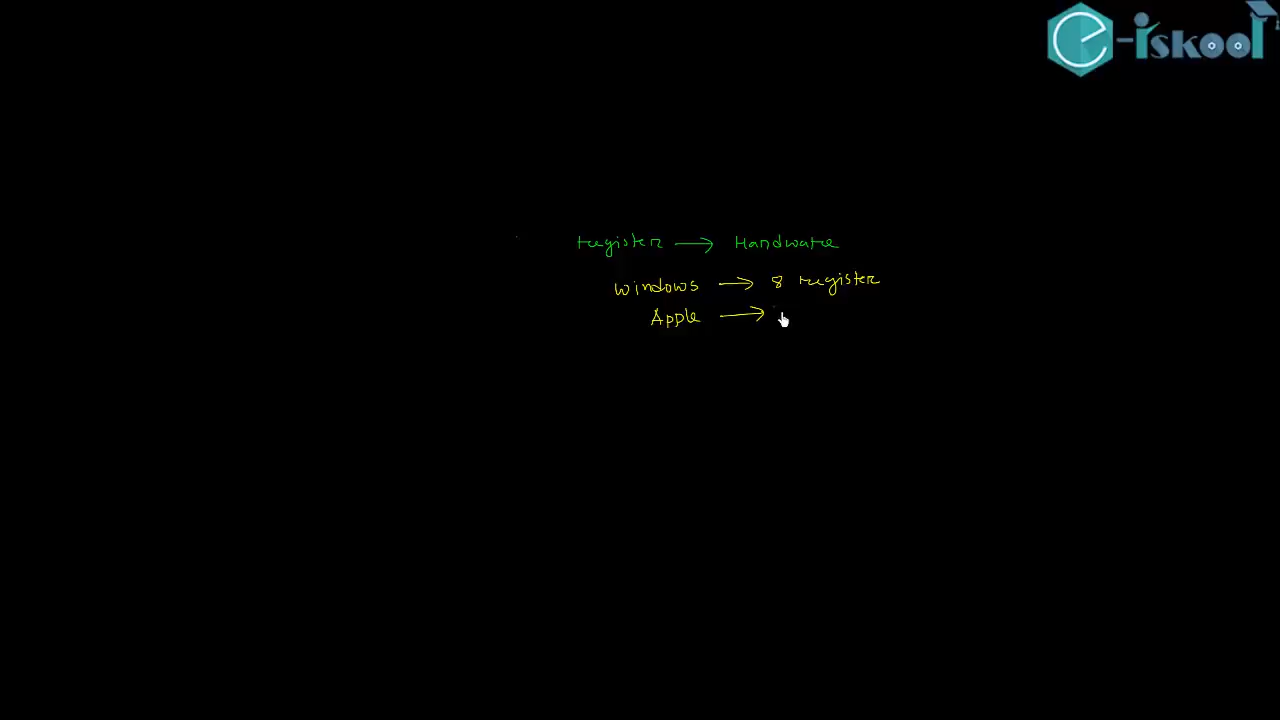 e-iskool
register → Hardware
windows → 8 register
Apple →